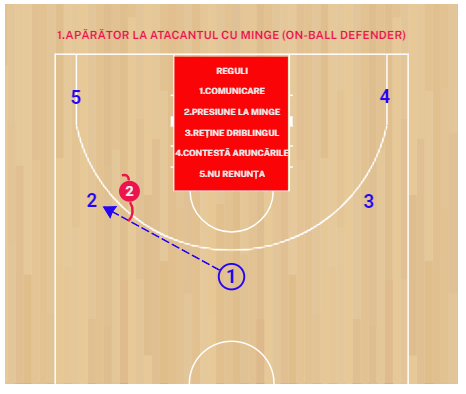 1.APĂRĂTOR LA ATACANTUL CU MINGE (ON-BALL DEFENDER)
REGULI
1.COMUNICARE
2.PRESIUNE LA MINGE
3.REȚINE DRIBLINGUL
4.CONTESTĂ ARUNCĂRILE
5.NU RENUNȚA
5
4
2
2
3
1